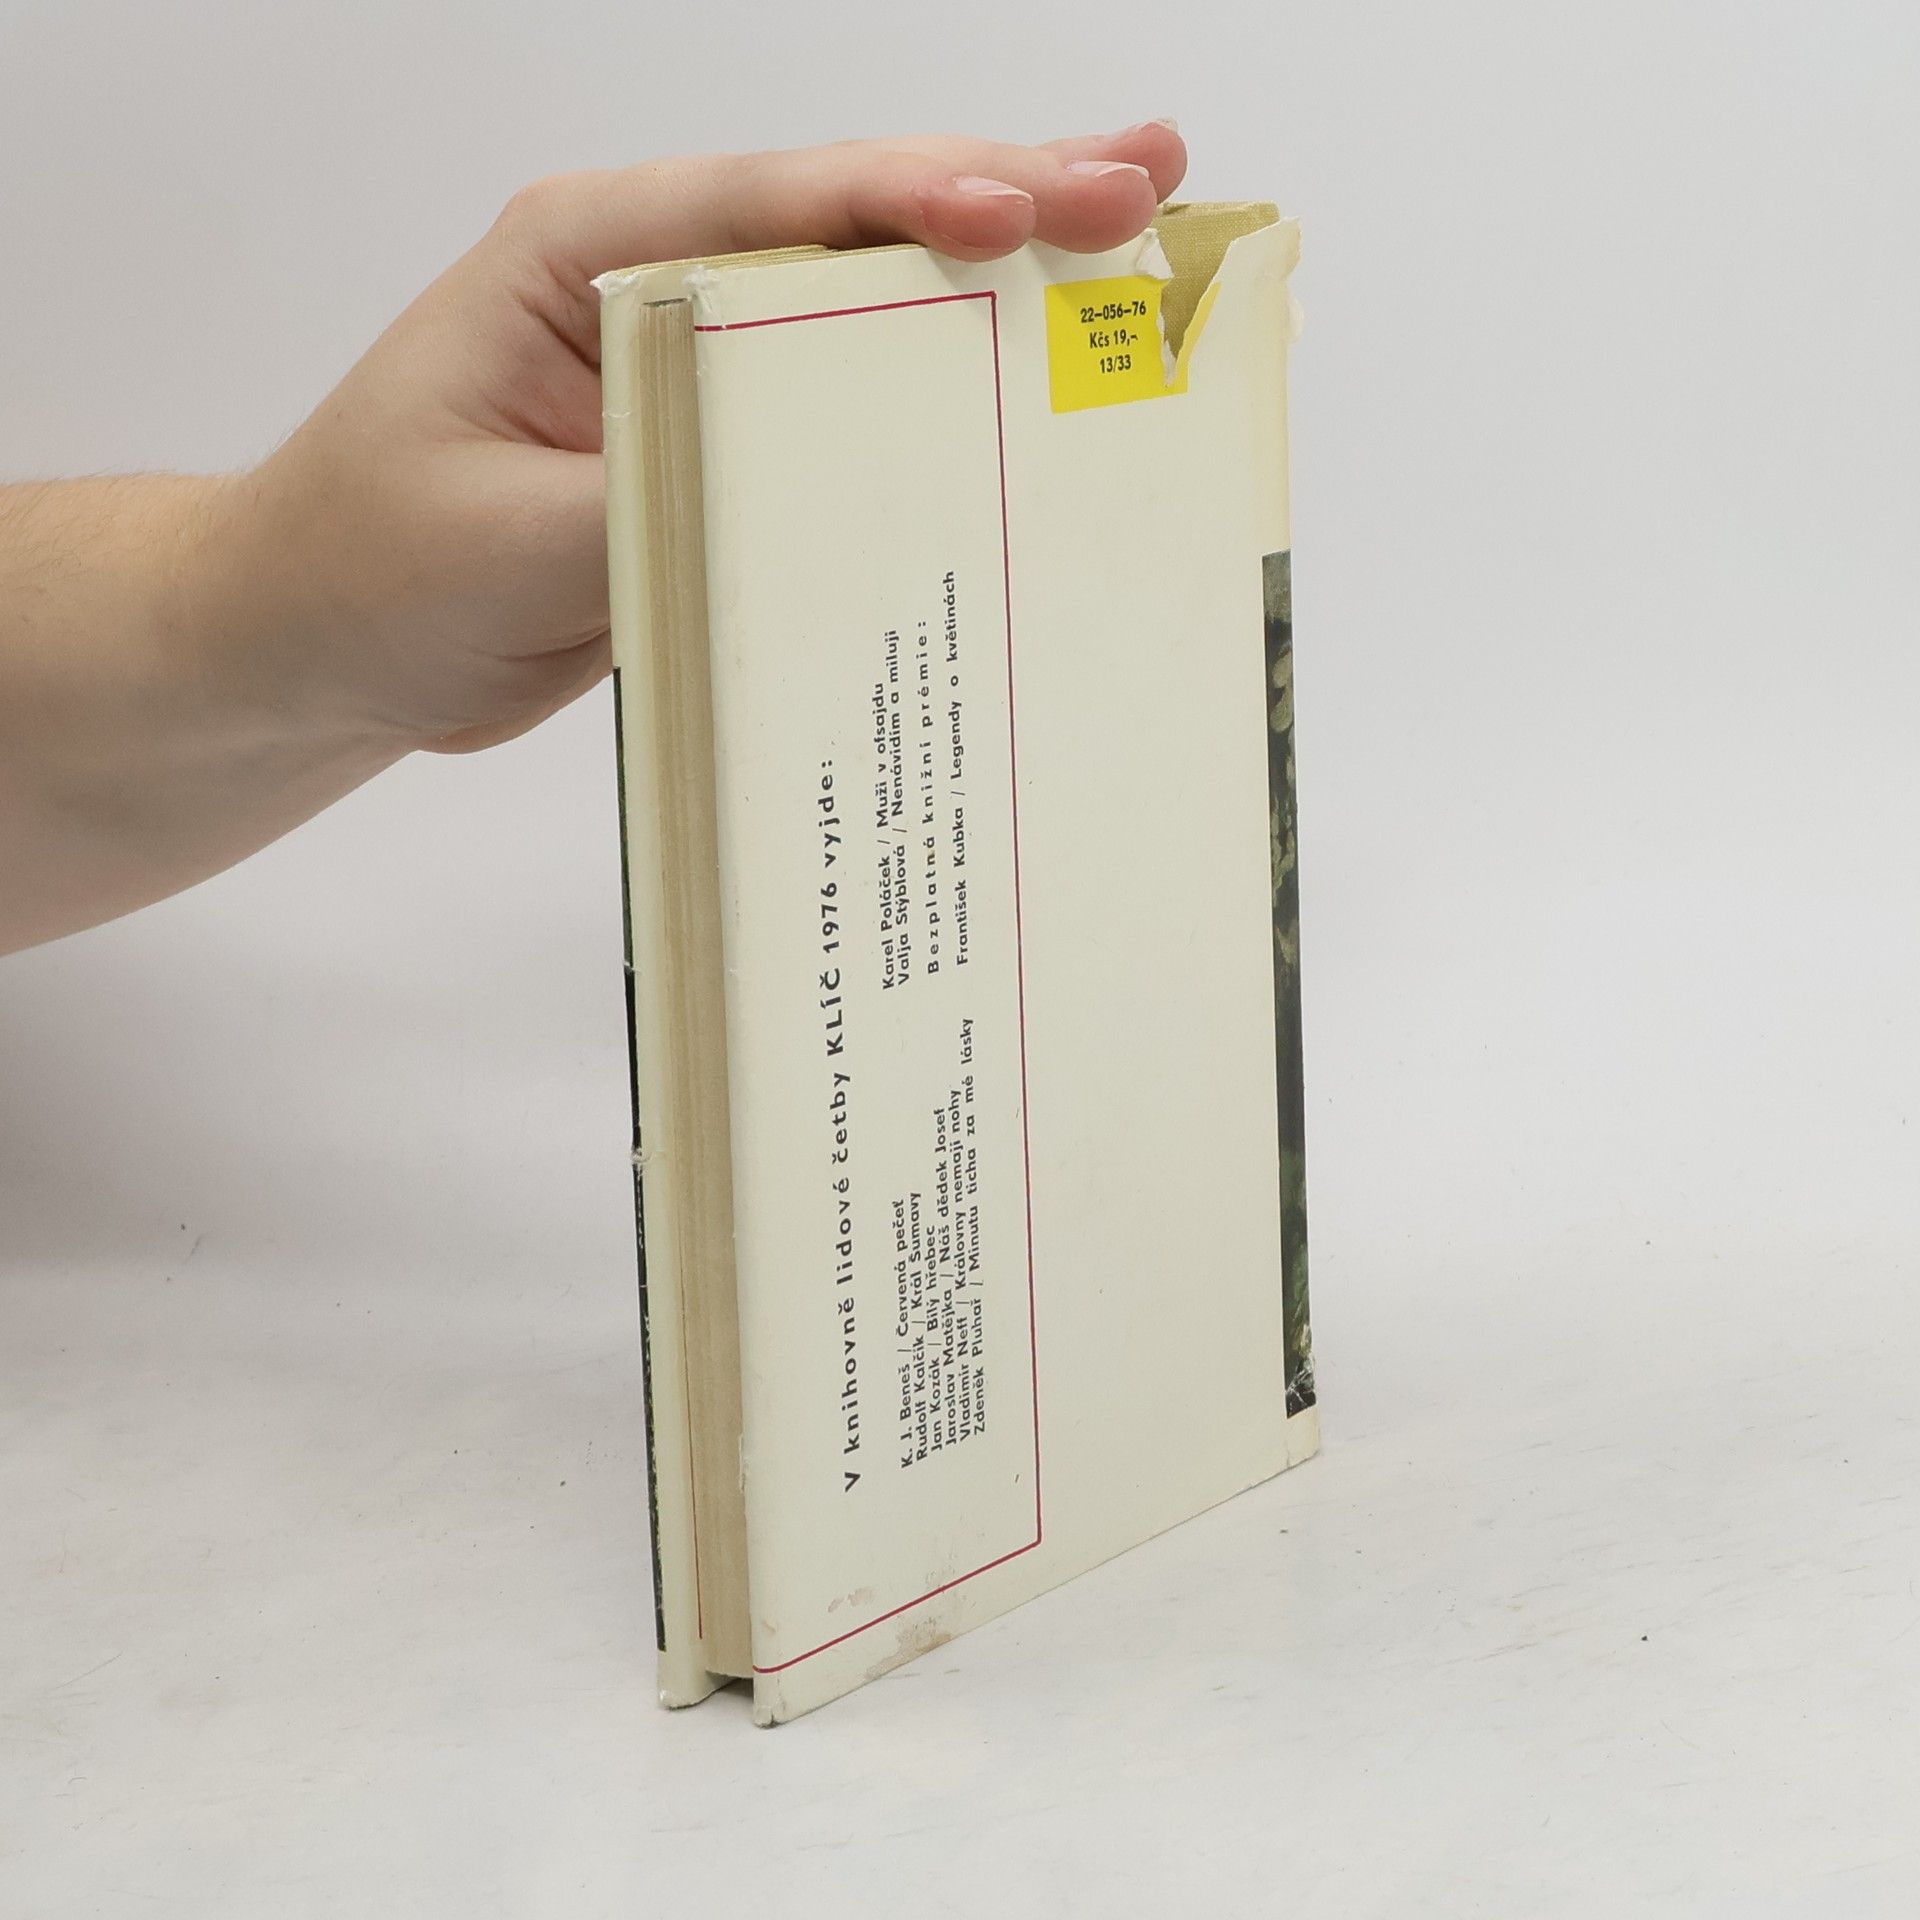 22–056–76
Kčs 19,-
13/33
V knihovně lidové četby KLÍČ 1976 vyjde:
K. J. Beneš / Červená pečeť
Rudolf Kalčík / Král Šumavy
Jan Kozák / Bílý hřebec
Jaroslav Matějka / Náš dědek Josef
Vladimír Neff / Královny nemají nohy
Zdeněk Pluhař / Minutu ticha za mé lásky
Karel Poláček / Muži v ofsajdu
Valja Stýblová / Nenávidím a miluji
Bezplatná knižní prémie:
František Kubka / Legendy o květinách